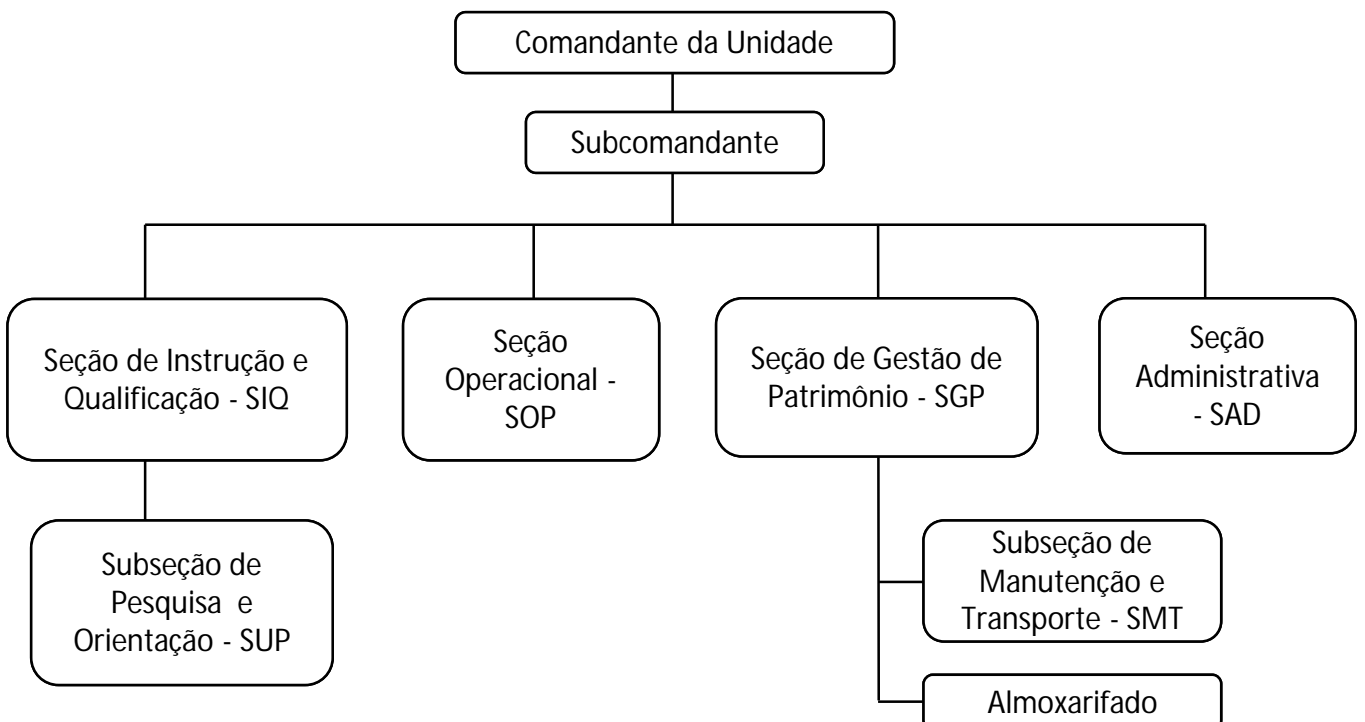 Comandante da Unidade
Subcomandante
Seção de Instrução e
Qualificação - SIQ
Seção
Operacional -
SOP
Seção de Gestão de
Patrimônio - SGP
Seção
Administrativa
- SAD
Subseção de
Pesquisa e
Orientação - SUP
Subseção de
Manutenção e
Transporte - SMT
Almoxarifado